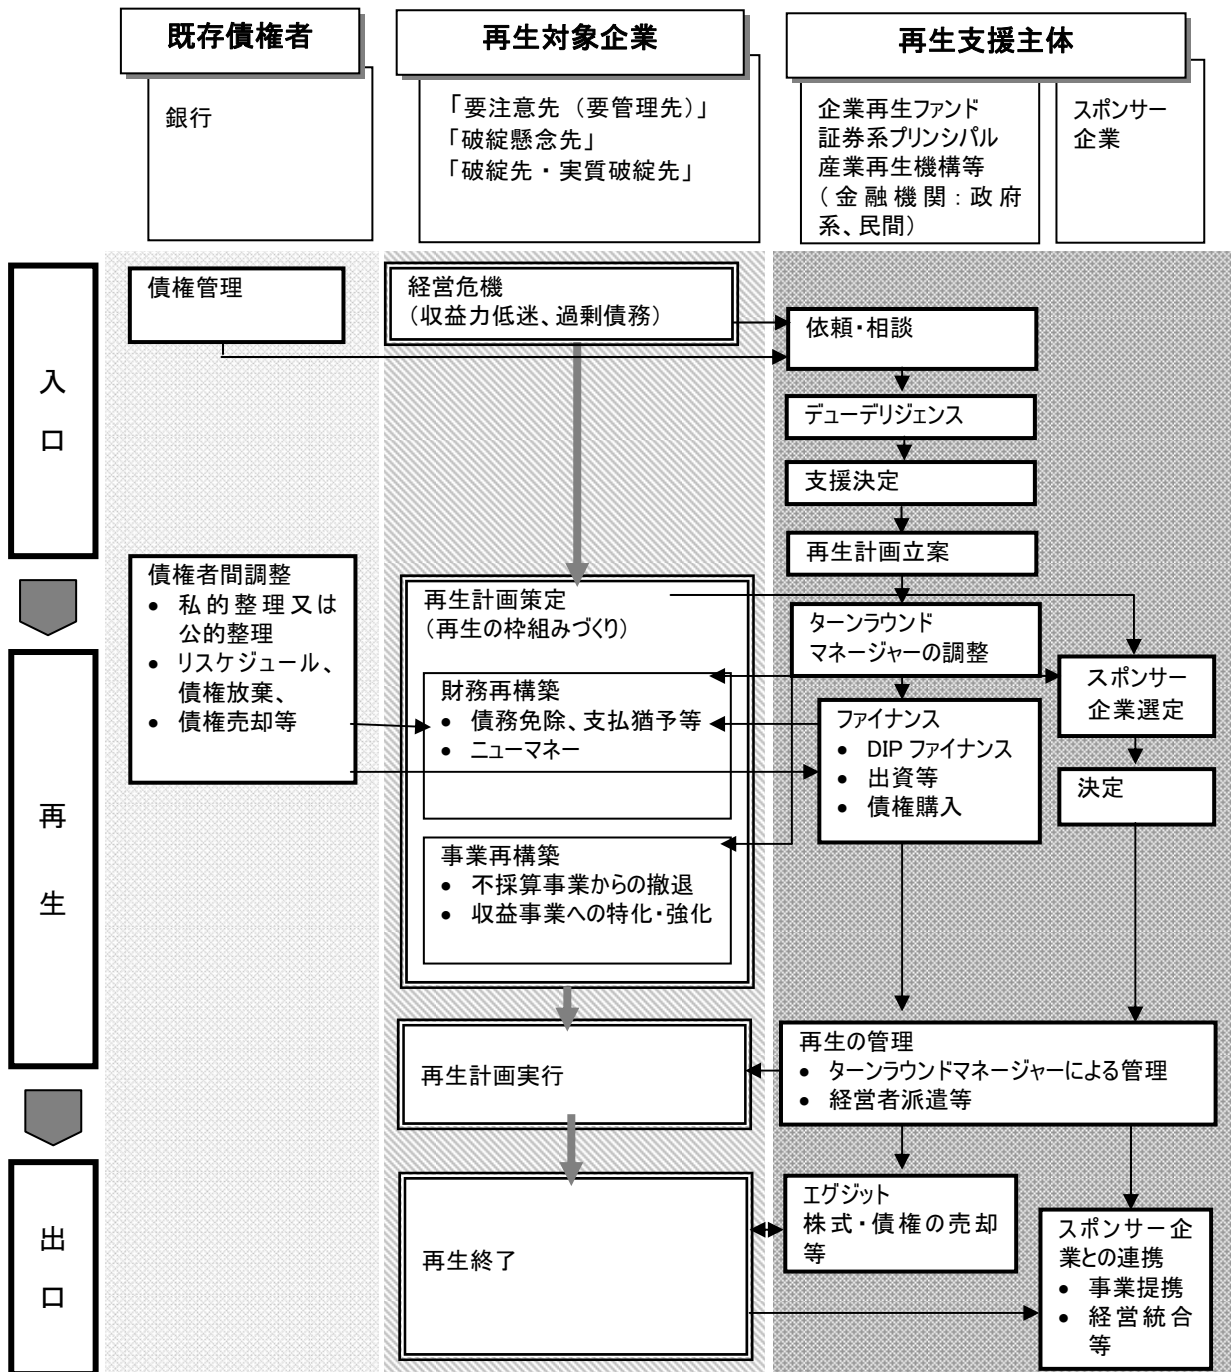 既存債権者
再生対象企業
再生支援主体
銀行
「要注意先（要管理先）」
「破綻懸念先」
「破綻先・実質破綻先」
企業再生ファンド
証券系プリンシパル
産業再生機構等
（金融機関：政府
系、民間）
スポンサー
企業
入
口
債権管理
経営危機
（収益力低迷、過剰債務）
依頼・相談
デューデリジェンス
支援決定
再生計画立案
再
生
債権者間調整
• 私的整理又は
公的整理
• リスケジュール、
債権放棄、
• 債権売却等
再生計画策定
（再生の枠組みづくり）
財務再構築
• 債務免除、支払猶予等
• ニューマネー
事業再構築
• 不採算事業からの撤退
• 収益事業への特化・強化
ターンラウンド
マネージャーの調整
ファイナンス
• DIP ファイナンス
• 出資等
• 債権購入
スポンサー
企業選定
決定
再生計画実行
再生の管理
• ターンラウンドマネージャーによる管理
• 経営者派遣等
出
口
再生終了
エグジット
株式・債権の売却
等
スポンサー企
業との連携
• 事業提携
• 経営統合
等